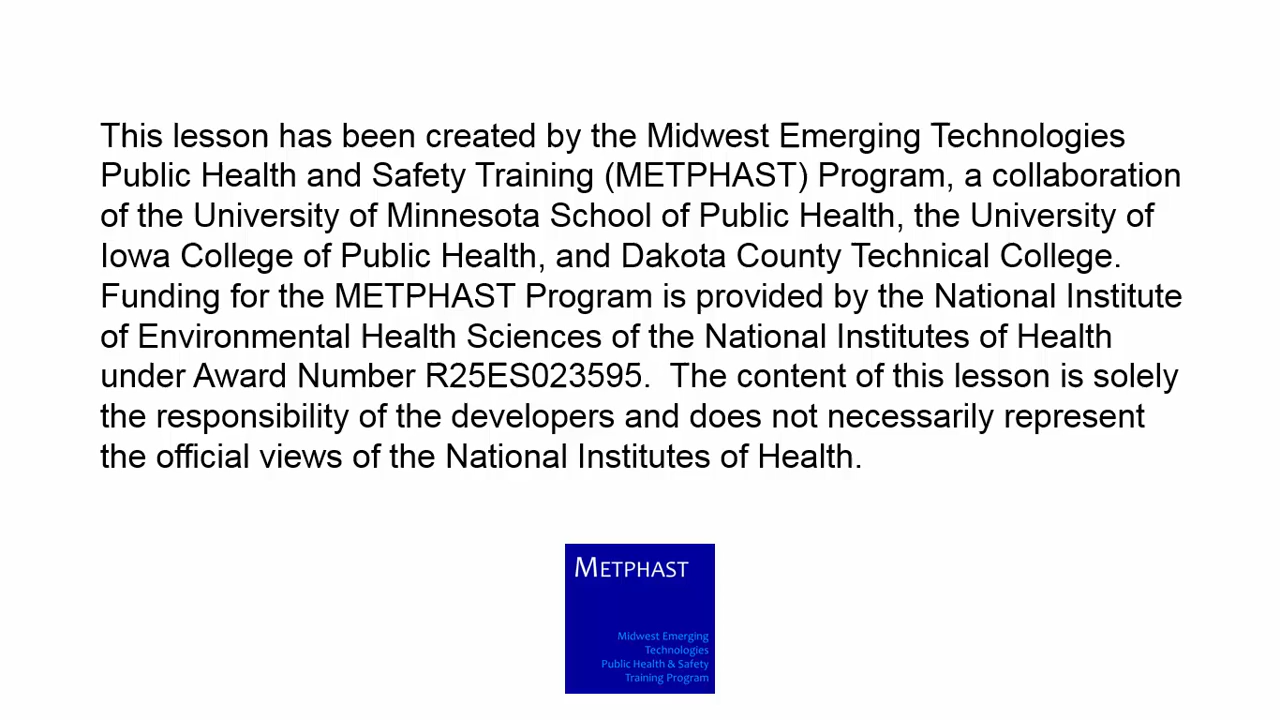 This lesson has been created by the Midwest Emerging Technologies
Public Health and Safety Training (METPHAST) Program, a collaboration
of the University of Minnesota School of Public Health, the University of
Iowa College of Public Health, and Dakota County Technical College.
Funding for the METPHAST Program is provided by the National Institute
of Environmental Health Sciences of the National Institutes of Health
under Award Number R25ES023595.  The content of this lesson is solely
the responsibility of the developers and does not necessarily represent
the official views of the National Institutes of Health.
METPHAST
Midwest Emerging
Technologies
Public Health & Safety
Training Program